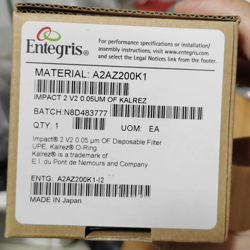 Entegris®
For performance specifications or installation/
assembly instructions, visit www.entegris.com
and select the Legal Notices link from the footer.
MATERIAL: A2AZ200K1
IMPACT 2 V2 0.05UM OF KALREZ
BATCH: N8D483777
QTY: 1 UOM: EA
Impact® 2 V2 0.05 µm OF Disposable Filter
UPE, Kalrez® O-Ring
Kalrez® is a trademark of
E.I. du Pont de Nemours and Company
ENTG: A2AZ200K1-I2
MADE IN Japan